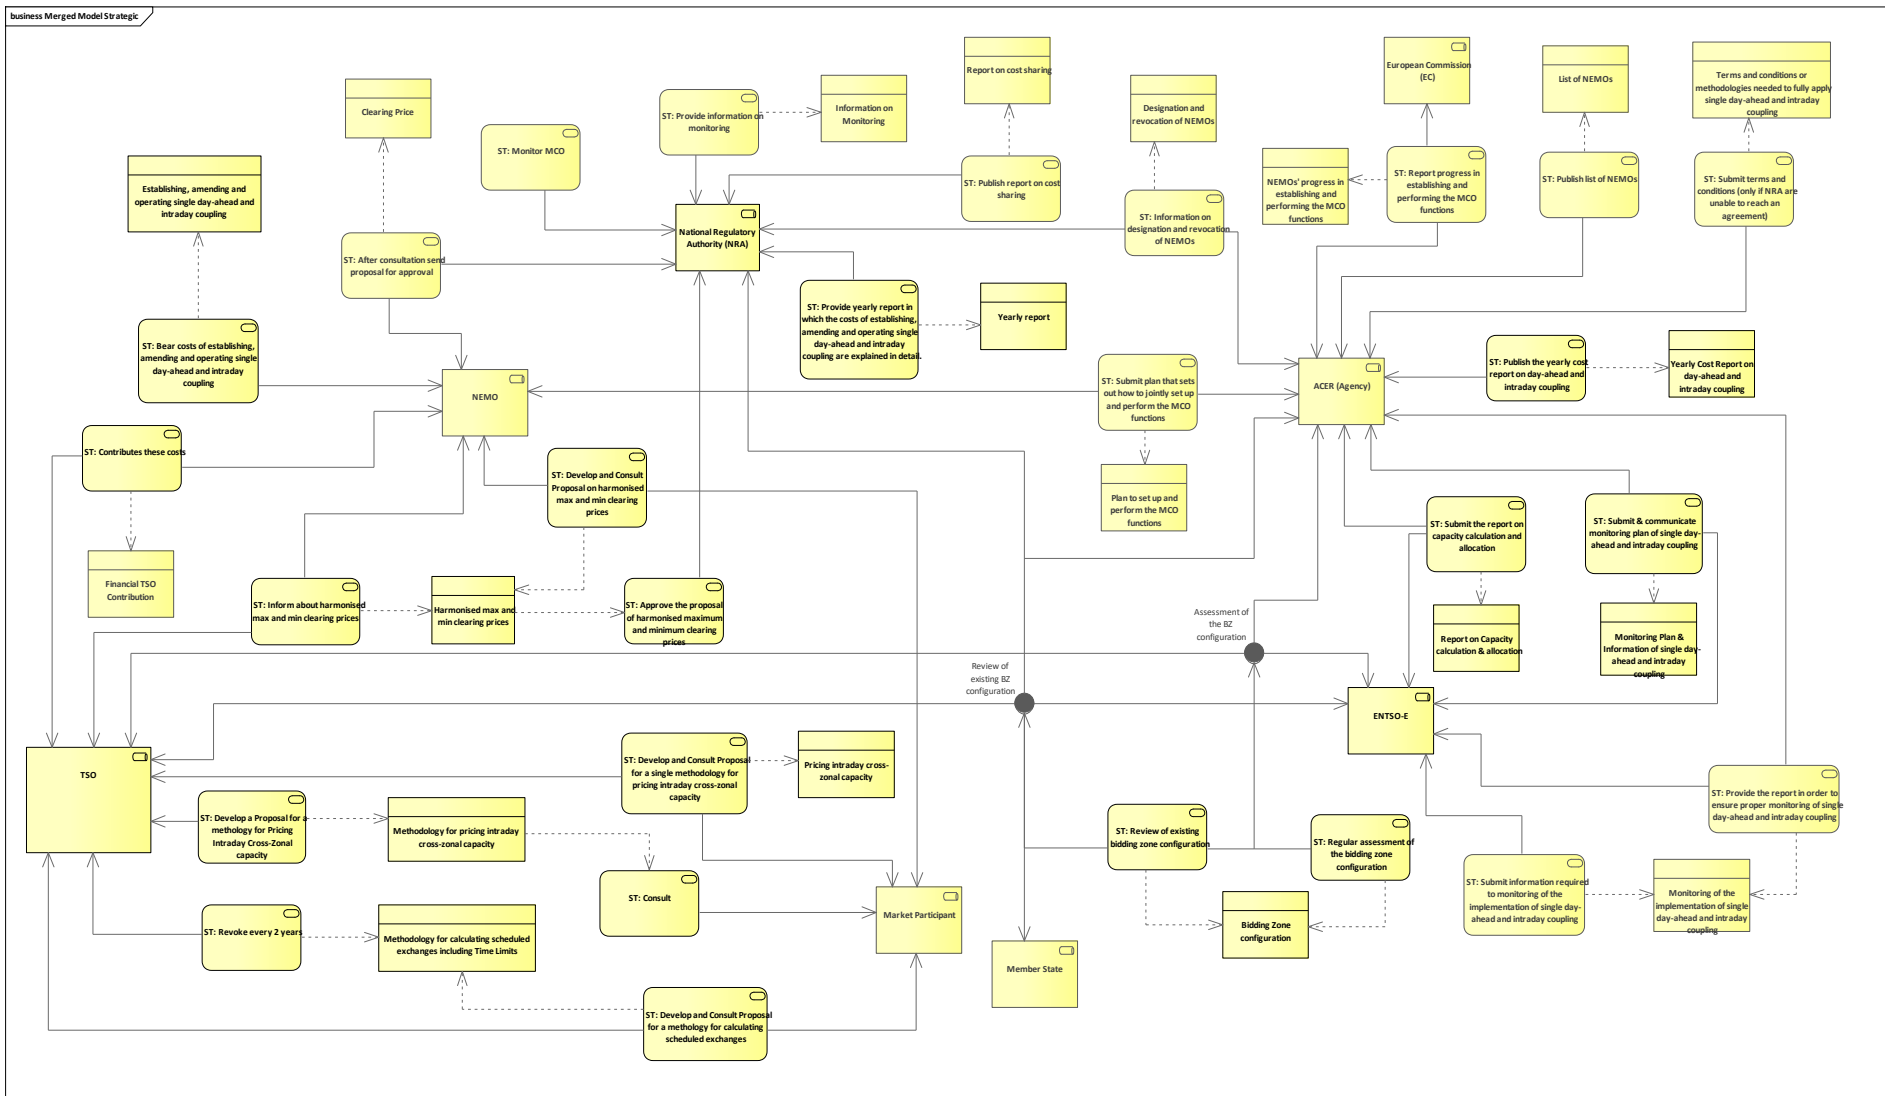 business Merged Model Strategic
Clearing Price
ST: Monitor MCO
ST: Provide information on
monitoring
Information on
Monitoring
Report on cost sharing
ST: Publish report on cost
sharing
Designation and
revocation of NEMOs
ST: Information on
designation and revocation
of NEMOs
European Commission
(EC)
NEMOs' progress in
establishing and
performing the MCO
functions
ST: Report progress in
establishing and
performing the MCO
functions
List of NEMOs
ST: Publish list of NEMOs
Terms and conditions or
methodologies needed to fully apply
single day-ahead and intraday
coupling
ST: Submit terms and
conditions (only if NRA are
unable to reach an
agreement)
Establishing, amending and
operating single day-ahead and
intraday coupling
ST: After consultation send
proposal for approval
National Regulatory
Authority (NRA)
ST: Bear costs of establishing,
amending and operating single
day-ahead and intraday
coupling
ST: Provide yearly report in
which the costs of establishing,
amending and operating single
day-ahead and intraday
coupling are explained in detail.
Yearly report
NEMO
ST: Submit plan that sets
out how to jointly set up
and perform the MCO
functions
ACER (Agency)
ST: Publish the yearly cost
report on day-ahead and
intraday coupling
Yearly Cost Report on
day-ahead and
intraday coupling
ST: Contributes these costs
ST: Develop and Consult
Proposal on harmonised
max and min clearing
prices
Plan to set up and
perform the MCO
functions
ST: Submit the report on
capacity calculation and
allocation
ST: Submit & communicate
monitoring plan of single day-
ahead and intraday coupling
Financial TSO
Contribution
ST: Inform about harmonised
max and min clearing prices
Harmonised max and
min clearing prices
ST: Approve the proposal
of harmonised maximum
and minimum clearing
prices
Assessment of
the BZ
configuration
Report on Capacity
calculation & allocation
Monitoring Plan &
Information of single day-
ahead and intraday
coupling
Review of
existing BZ
configuration
ENTSO-E
TSO
ST: Develop and Consult Proposal
for a single methodology for
pricing intraday cross-zonal
capacity
Pricing intraday cross-
zonal capacity
ST: Develop a Proposal for a
methology for Pricing
Intraday Cross-Zonal
capacity
Methodology for pricing intraday
cross-zonal capacity
ST: Review of existing
bidding zone configuration
ST: Regular assessment of
the bidding zone
configuration
ST: Provide the report in order to
ensure proper monitoring of single
day-ahead and intraday coupling
ST: Consult
Market Participant
ST: Submit information required
to monitoring of the
implementation of single day-
ahead and intraday coupling
Monitoring of the
implementation of single
day-ahead and intraday
coupling
ST: Revoke every 2 years
Methodology for calculating scheduled
exchanges including Time Limits
Bidding Zone
configuration
Member State
ST: Develop and Consult Proposal
for a methology for calculating
scheduled exchanges